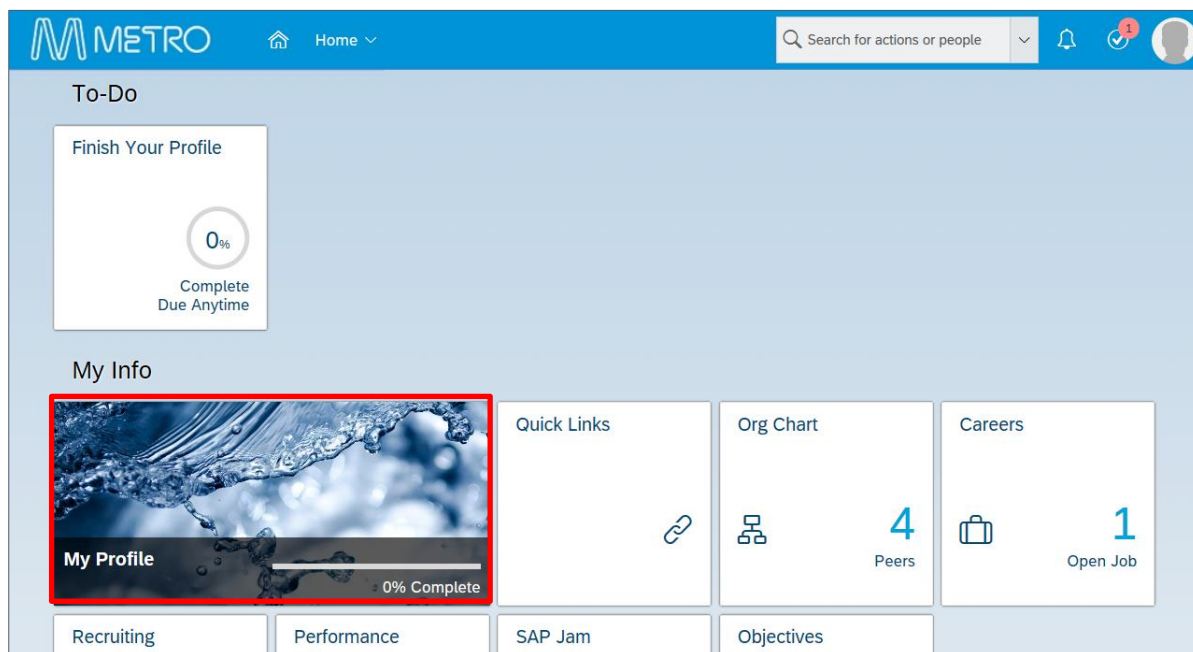 METRO
Home
Search for actions or people
1
To-Do
Finish Your Profile
0%
Complete
Due Anytime
My Info
My Profile
0% Complete
Quick Links
Org Chart
4
Peers
Careers
1
Open Job
Recruiting
Performance
SAP Jam
Objectives